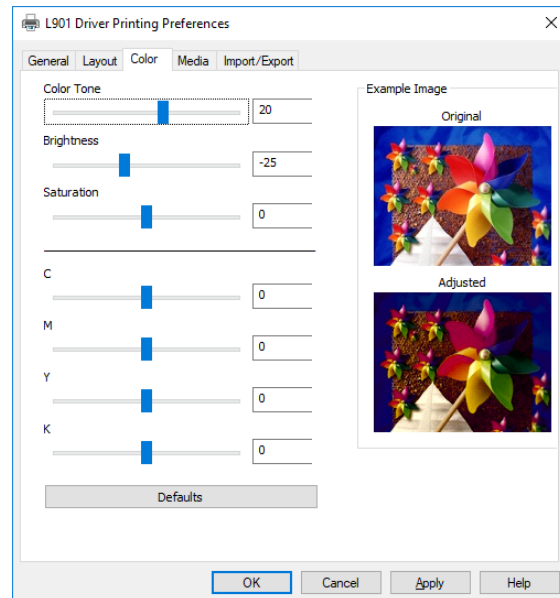 L901 Driver Printing Preferences
General Layout Color Media Import/Export
Color Tone
20
Brightness
-25
Saturation
0
C
0
M
0
Y
0
K
0
Defaults
Example Image
Original
Adjusted
OK Cancel Apply Help